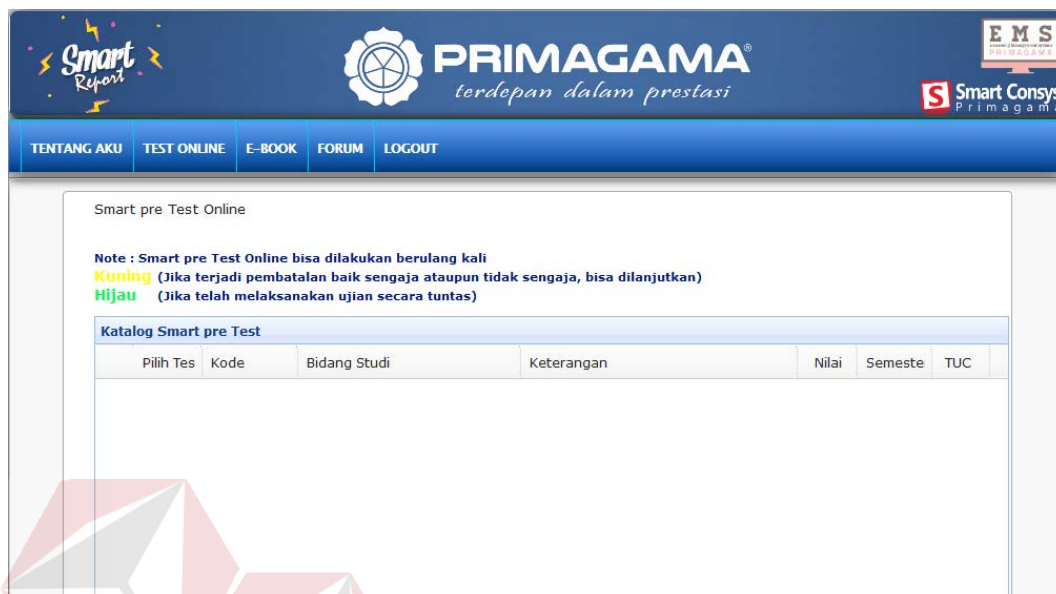 Smart
Report
PRIMAGAMA®
terdepan dalam prestasi
E M S
PRIMAGAMA
S Smart Consys
Primagama
TENTANG AKU TEST ONLINE E-BOOK FORUM LOGOUT
Smart pre Test Online
Note : Smart pre Test Online bisa dilakukan berulang kali
Kuning (Jika terjadi pembatalan baik sengaja ataupun tidak sengaja, bisa dilanjutkan)
Hijau (Jika telah melaksanakan ujian secara tuntas)
Katalog Smart pre Test
Pilih Tes Kode Bidang Studi Keterangan Nilai Semeste TUC